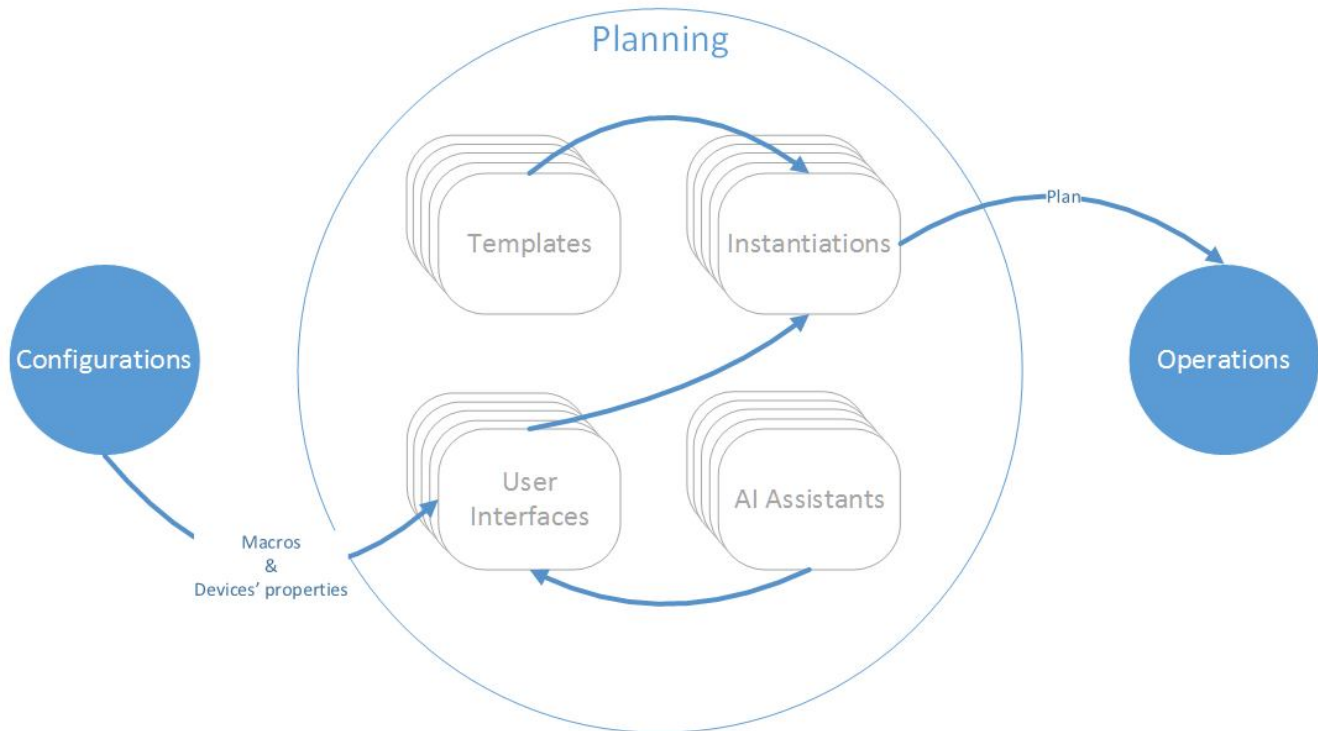 Planning
Templates
Instantiations
Plan
Configurations
Operations
User
Interfaces
AI Assistants
Macros
&
Devices’ properties